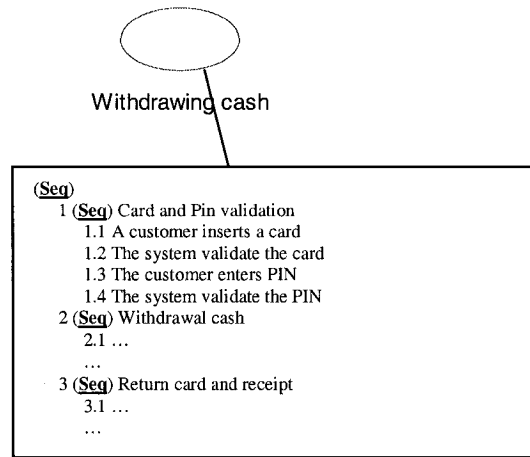 Withdrawing cash
(Seq)
1 (Seq) Card and Pin validation
1.1 A customer inserts a card
1.2 The system validate the card
1.3 The customer enters PIN
1.4 The system validate the PIN
2 (Seq) Withdrawal cash
2.1 …
…
3 (Seq) Return card and receipt
3.1 …
…